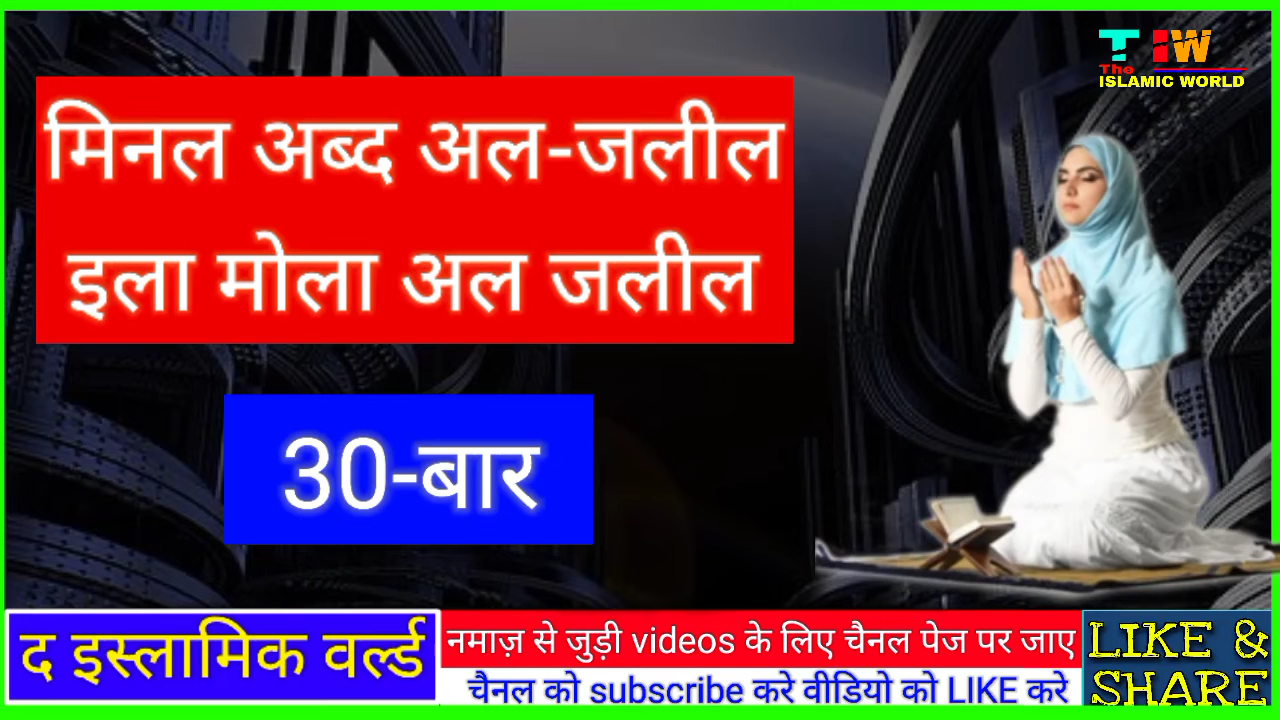 TIW
The
ISLAMIC WORLD
मिनल अब्द अल-जलील
इला मोला अल जलील
30-बार
द इस्लामिक वर्ल्ड
नमाज़ से जुड़ी videos के लिए चैनल पेज पर जाए
चैनल को subscribe करे वीडियो को LIKE करे
LIKE &
SHARE